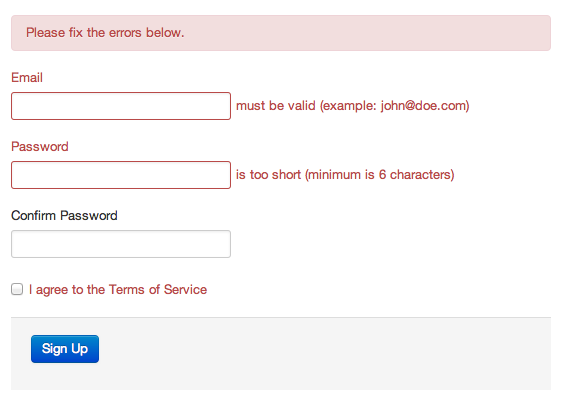 Please fix the errors below.
Email
must be valid (example: john@doe.com)
Password
is too short (minimum is 6 characters)
Confirm Password
I agree to the Terms of Service
Sign Up